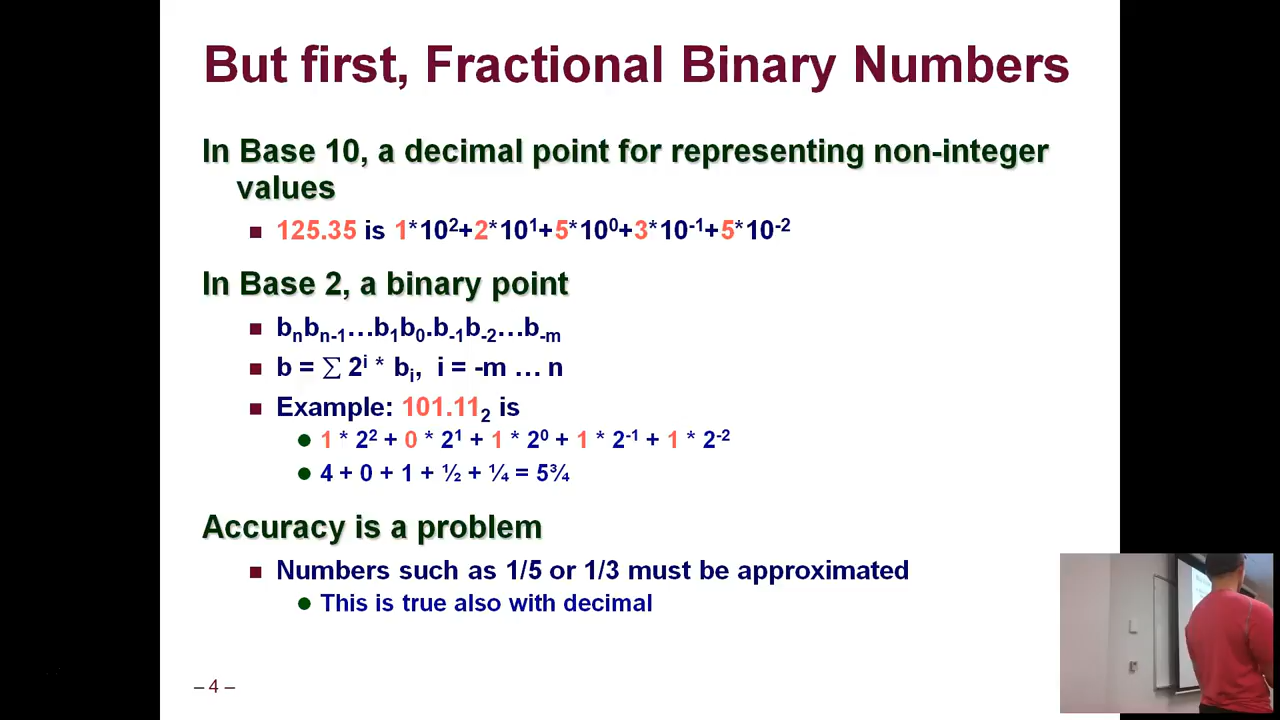 But first, Fractional Binary Numbers
In Base 10, a decimal point for representing non-integer
values
■ 125.35 is 1*10²+2*10¹+5*10⁰+3*10⁻¹+5*10⁻²
In Base 2, a binary point
■ bₙbₙ₋₁…b₁b₀.b₋₁b₋₂…b₋ₘ
■ b = ∑ 2ⁱ * bᵢ, i = -m … n
■ Example: 101.11₂ is
● 1 * 2² + 0 * 2¹ + 1 * 2⁰ + 1 * 2⁻¹ + 1 * 2⁻²
● 4 + 0 + 1 + ½ + ¼ = 5¾
Accuracy is a problem
■ Numbers such as 1/5 or 1/3 must be approximated
● This is true also with decimal
– 4 –